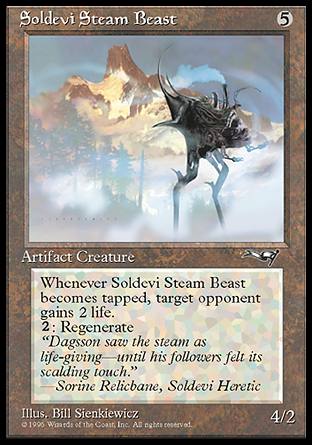 Soldevi Steam Beast 5
Artifact Creature
Whenever Soldevi Steam Beast
becomes tapped, target opponent
gains 2 life.
2: Regenerate
"Dagsson saw the steam as
life-giving—until his followers felt its
scalding touch."
—Sorine Relicbane, Soldevi Heretic
4/2
Illus. Bill Sienkiewicz
©1996 Wizards of the Coast, Inc. All rights reserved.